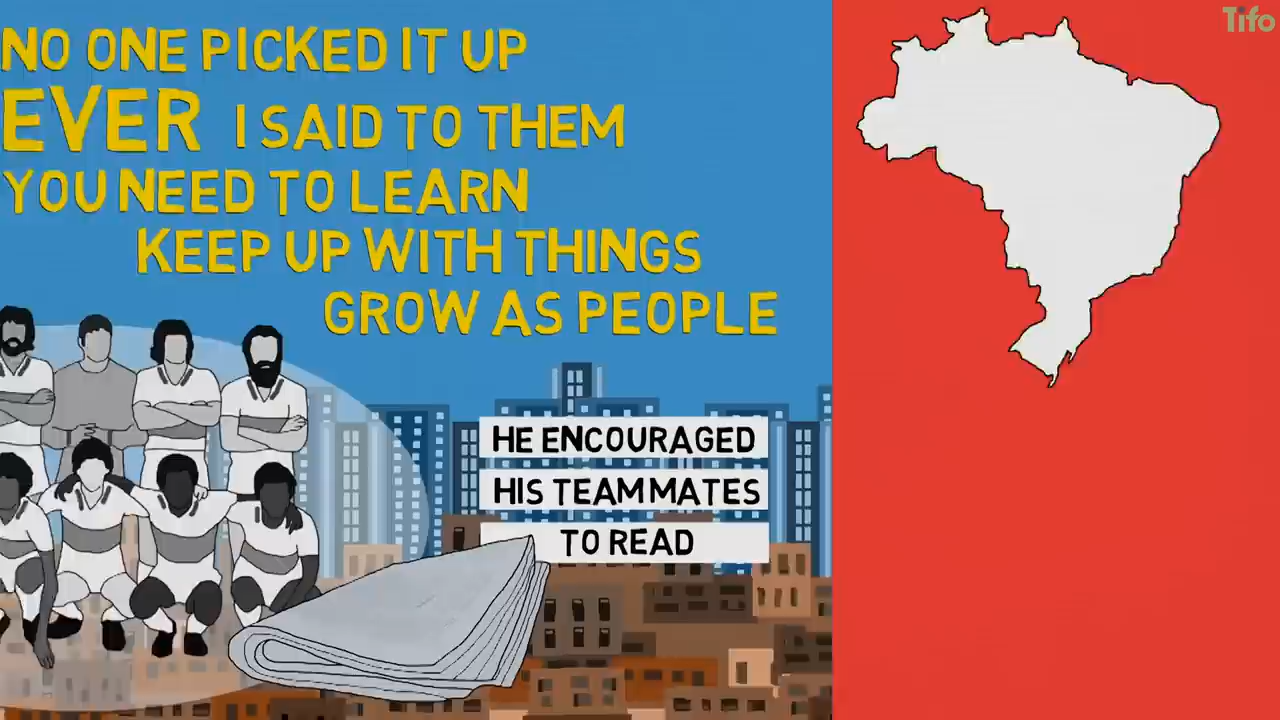 NO ONE PICKED IT UP
EVER I SAID TO THEM
YOU NEED TO LEARN
KEEP UP WITH THINGS
GROW AS PEOPLE
HE ENCOURAGED
HIS TEAMMATES
TO READ
Tifo